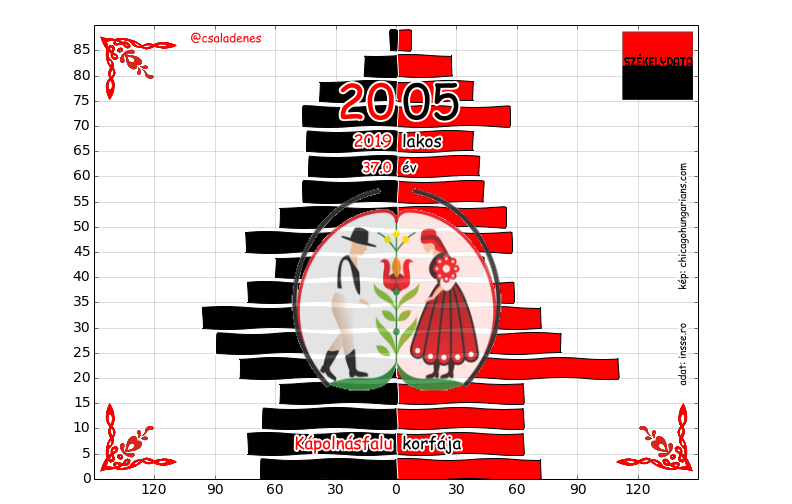 @csaladenes
SZÉKELYDATA
2005
2019 lakos
37.0 év
kép: chicagohungarians.com
adat: insse.ro
Kápolnásfalu korfája
85
80
75
70
65
60
55
50
45
40
35
30
25
20
15
10
5
0
120 90 60 30 0 30 60 90 120